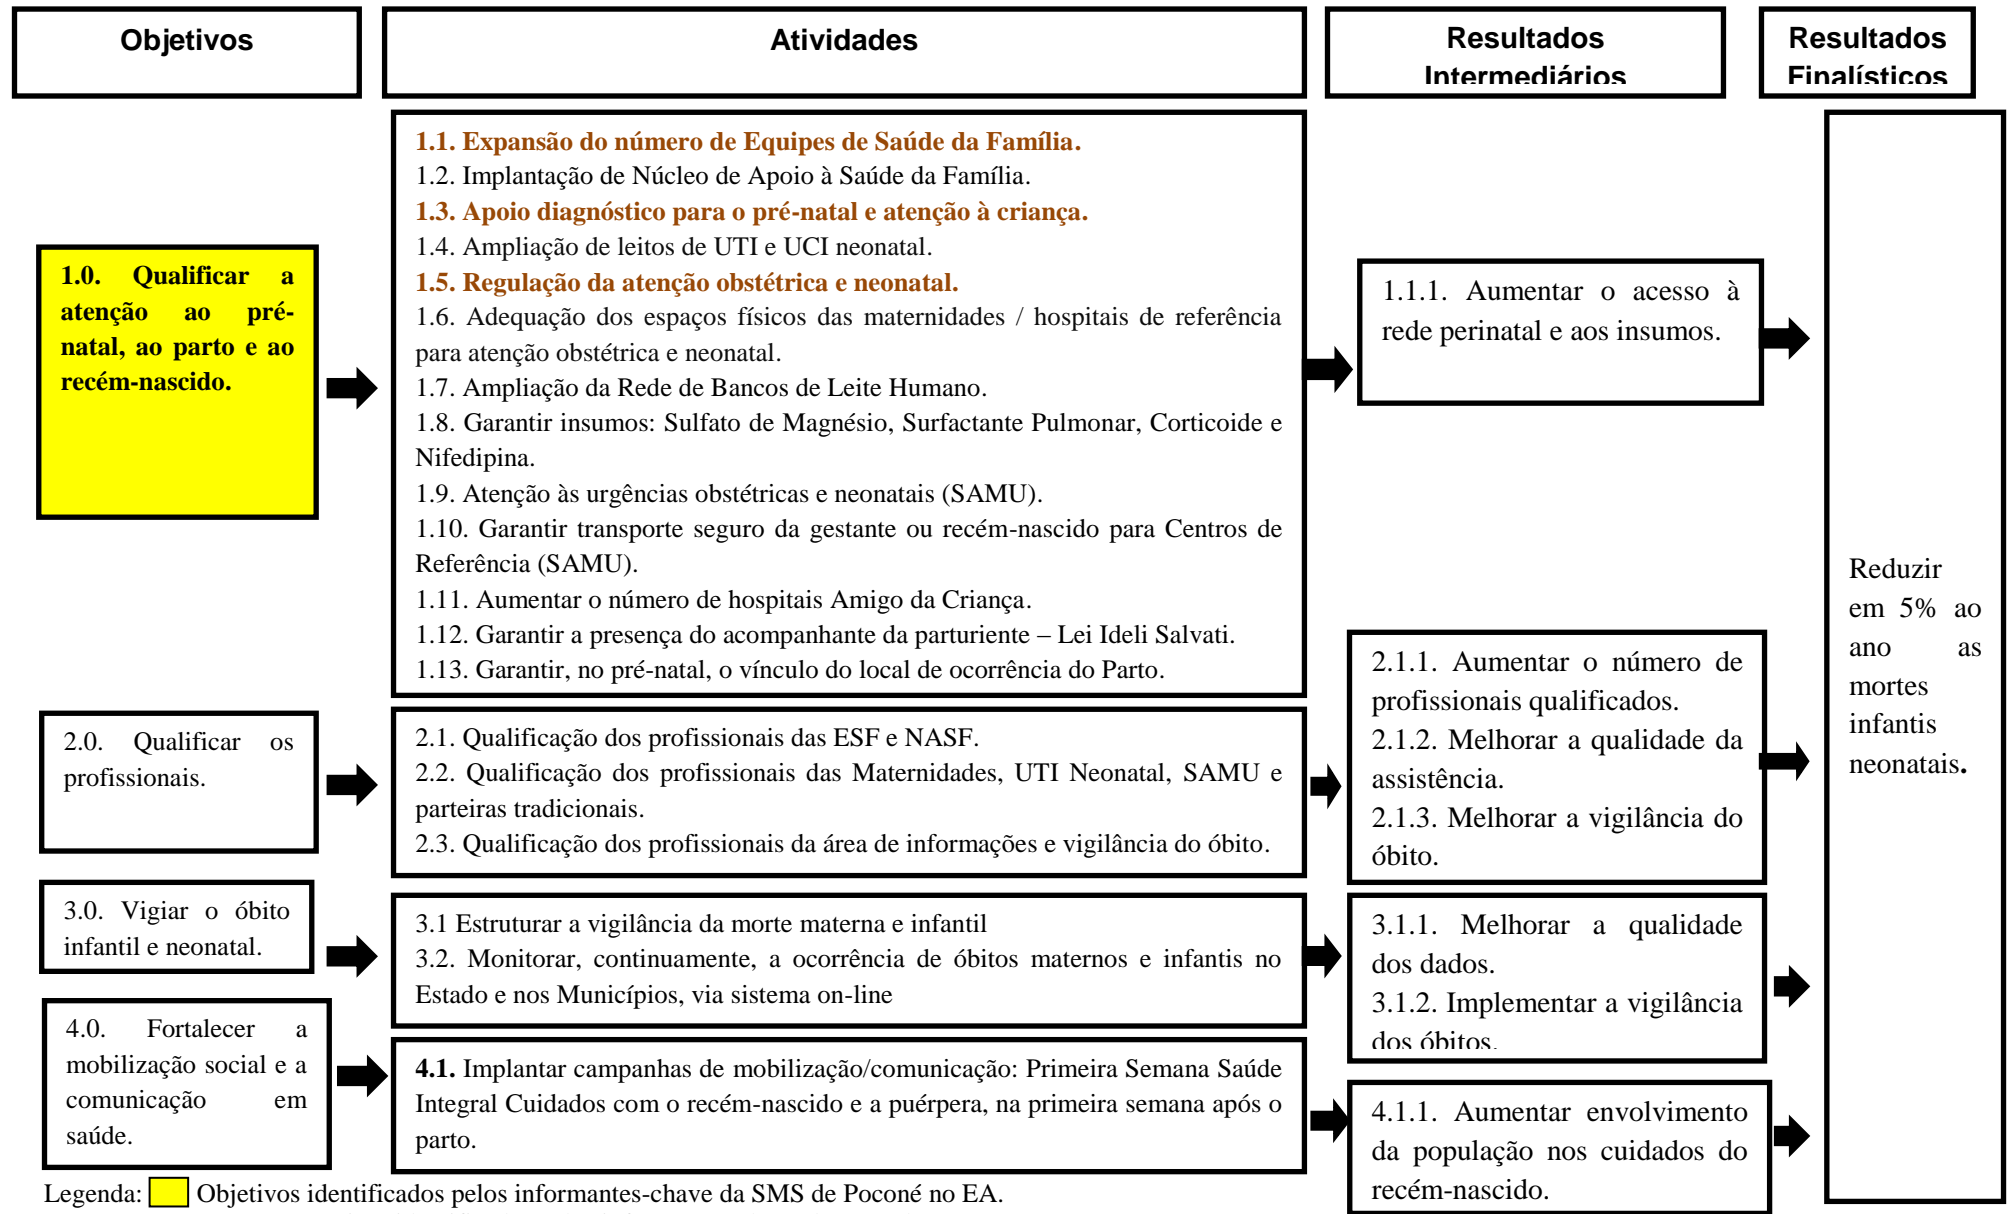 Objetivos
Atividades
Resultados
Intermediários
Resultados
Finalísticos
1.0. Qualificar a
atenção ao pré-
natal, ao parto e ao
recém-nascido.
1.1. Expansão do número de Equipes de Saúde da Família.
1.2. Implantação de Núcleo de Apoio à Saúde da Família.
1.3. Apoio diagnóstico para o pré-natal e atenção à criança.
1.4. Ampliação de leitos de UTI e UCI neonatal.
1.5. Regulação da atenção obstétrica e neonatal.
1.6. Adequação dos espaços físicos das maternidades / hospitais de referência
para atenção obstétrica e neonatal.
1.7. Ampliação da Rede de Bancos de Leite Humano.
1.8. Garantir insumos: Sulfato de Magnésio, Surfactante Pulmonar, Corticoide e
Nifedipina.
1.9. Atenção às urgências obstétricas e neonatais (SAMU).
1.10. Garantir transporte seguro da gestante ou recém-nascido para Centros de
Referência (SAMU).
1.11. Aumentar o número de hospitais Amigo da Criança.
1.12. Garantir a presença do acompanhante da parturiente – Lei Ideli Salvati.
1.13. Garantir, no pré-natal, o vínculo do local de ocorrência do Parto.
1.1.1. Aumentar o acesso à
rede perinatal e aos insumos.
2.0. Qualificar os
profissionais.
2.1. Qualificação dos profissionais das ESF e NASF.
2.2. Qualificação dos profissionais das Maternidades, UTI Neonatal, SAMU e
parteiras tradicionais.
2.3. Qualificação dos profissionais da área de informações e vigilância do óbito.
2.1.1. Aumentar o número de
profissionais qualificados.
2.1.2. Melhorar a qualidade da
assistência.
2.1.3. Melhorar a vigilância do
óbito.
3.0. Vigiar o óbito
infantil e neonatal.
3.1 Estruturar a vigilância da morte materna e infantil
3.2. Monitorar, continuamente, a ocorrência de óbitos maternos e infantis no
Estado e nos Municípios, via sistema on-line
3.1.1. Melhorar a qualidade
dos dados.
3.1.2. Implementar a vigilância
dos óbitos.
4.0. Fortalecer a
mobilização social e a
comunicação em
saúde.
4.1. Implantar campanhas de mobilização/comunicação: Primeira Semana Saúde
Integral Cuidados com o recém-nascido e a puérpera, na primeira semana após o
parto.
4.1.1. Aumentar envolvimento
da população nos cuidados do
recém-nascido.
Reduzir
em 5% ao
ano as
mortes
infantis
neonatais.
Legenda: Objetivos identificados pelos informantes-chave da SMS de Poconé no EA.